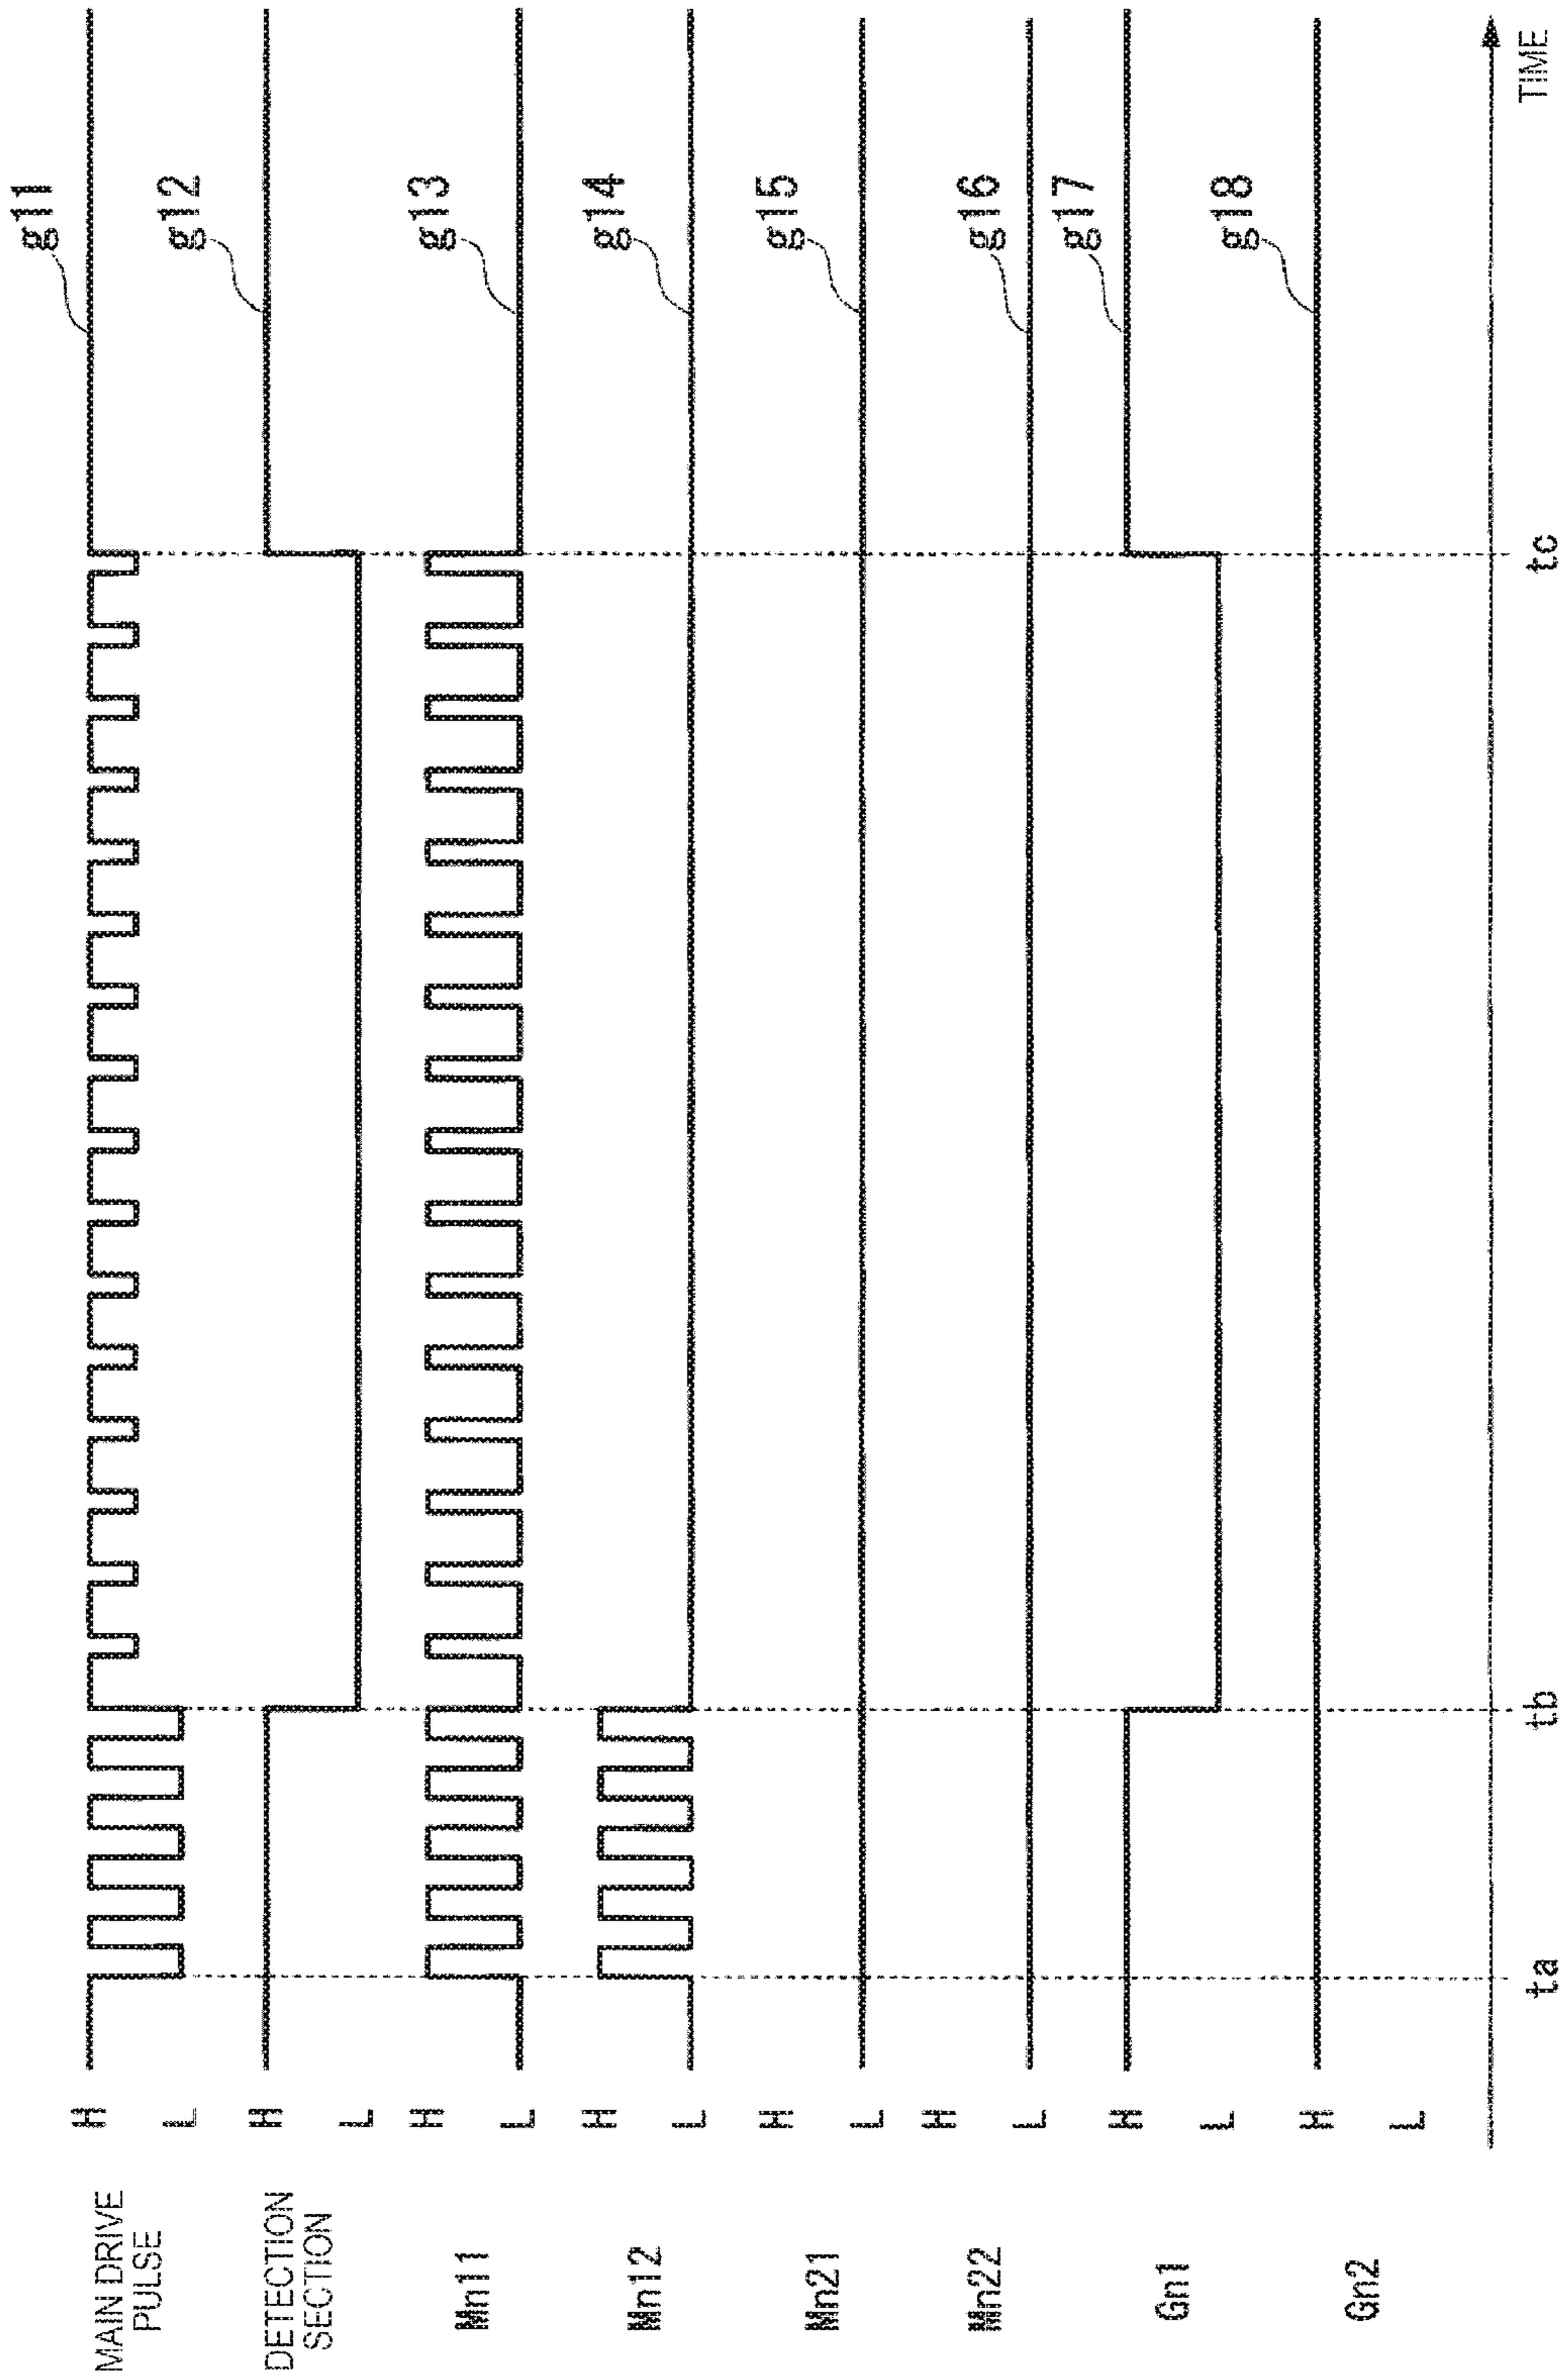 MAIN DRIVE
PULSE
H
L
g11
DETECTION
SECTION
H
L
g12
Mn11
H
L
g13
Mn12
H
L
g14
Mn21
H
L
g15
Mn22
H
L
g16
Gn1
H
L
g17
Gn2
H
L
g18
ta
tb
tc
TIME